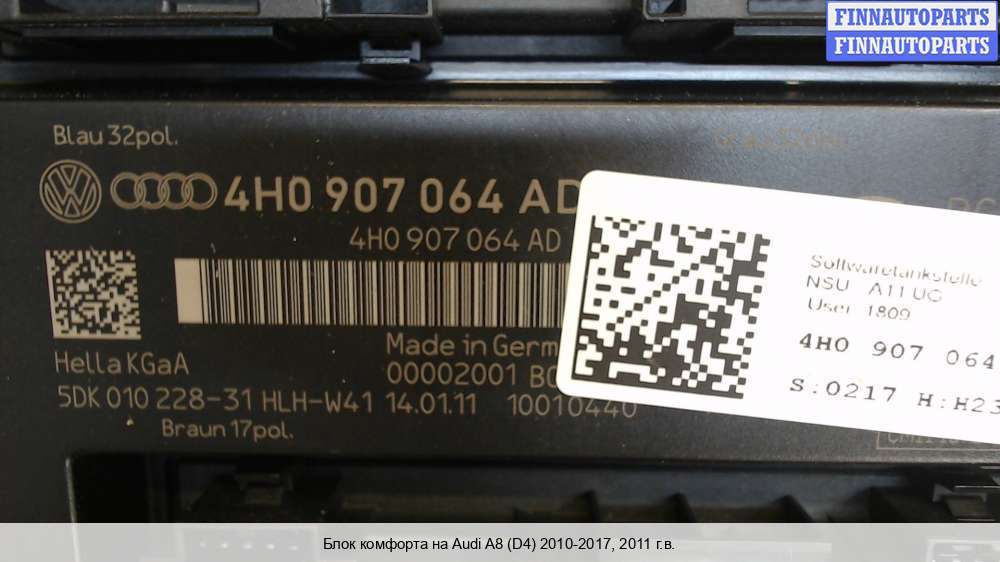 FINNAUTOPARTS
FINNAUTOPARTS
Blau 32pol.
4H0 907 064 AD
4H0 907 064 AD
Softwaretankstelle
NSU A11 UG
User 1809
4H0 907 064
S:0217 H:H23
Made in Germ
HellaKGaA
00002001 BC
5DK 010 228-31 HLH-W41 14.01.11 10010440
Braun 17pol.
Блок комфорта на Audi A8 (D4) 2010-2017, 2011 г.в.